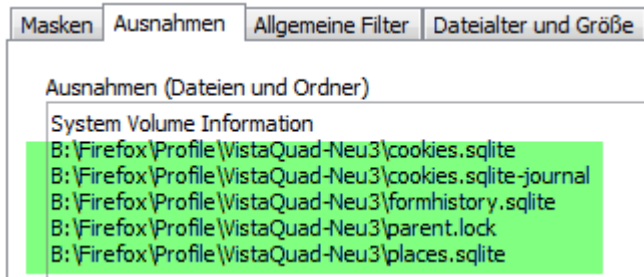 Masken Ausnahmen Allgemeine Filter Dateialter und Größe
Ausnahmen (Dateien und Ordner)
System Volume Information
B:\Firefox\Profile\VistaQuad-Neu3\cookies.sqlite
B:\Firefox\Profile\VistaQuad-Neu3\cookies.sqlite-journal
B:\Firefox\Profile\VistaQuad-Neu3\formhistory.sqlite
B:\Firefox\Profile\VistaQuad-Neu3\parent.lock
B:\Firefox\Profile\VistaQuad-Neu3\places.sqlite